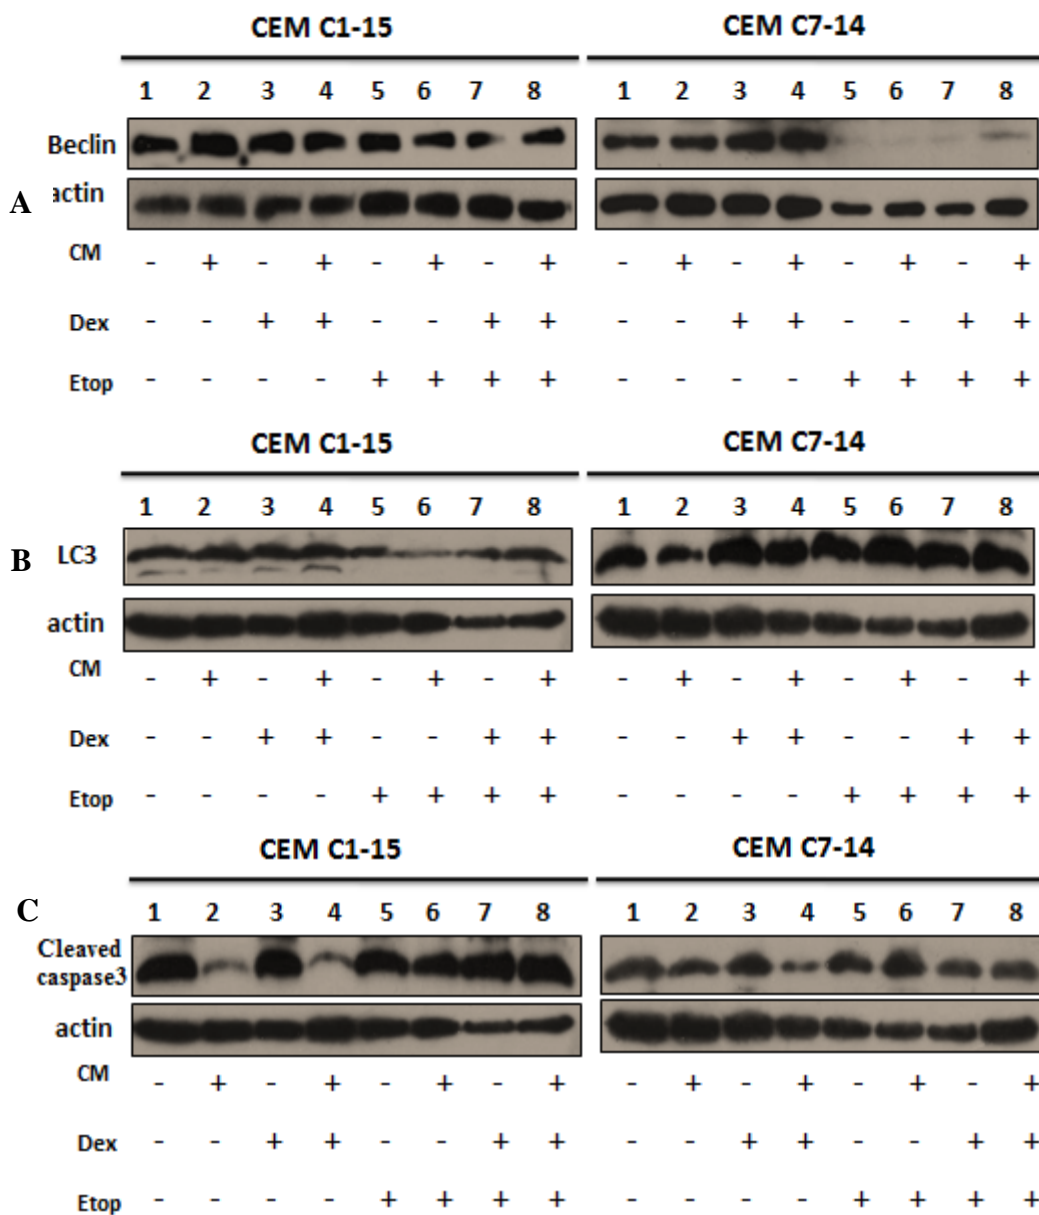 CEM C1-15 CEM C7-14
1 2 3 4 5 6 7 8 1 2 3 4 5 6 7 8
Beclin
A actin
CM - + - + - + - + - + - + - + - +
Dex - - + + - - + + - - + + - - + +
Etop - - - - + + + + - - - - + + + +
CEM C1-15 CEM C7-14
1 2 3 4 5 6 7 8 1 2 3 4 5 6 7 8
B LC3
actin
CM - + - + - + - + - + - + - + - +
Dex - - + + - - + + - - + + - - + +
Etop - - - - + + + + - - - - + + + +
CEM C1-15 CEM C7-14
C 1 2 3 4 5 6 7 8 1 2 3 4 5 6 7 8
Cleaved
caspase3
actin
CM - + - + - + - + - + - + - + - +
Dex - - + + - - + + - - + + - - + +
Etop - - - - + + + + - - - - + + + +